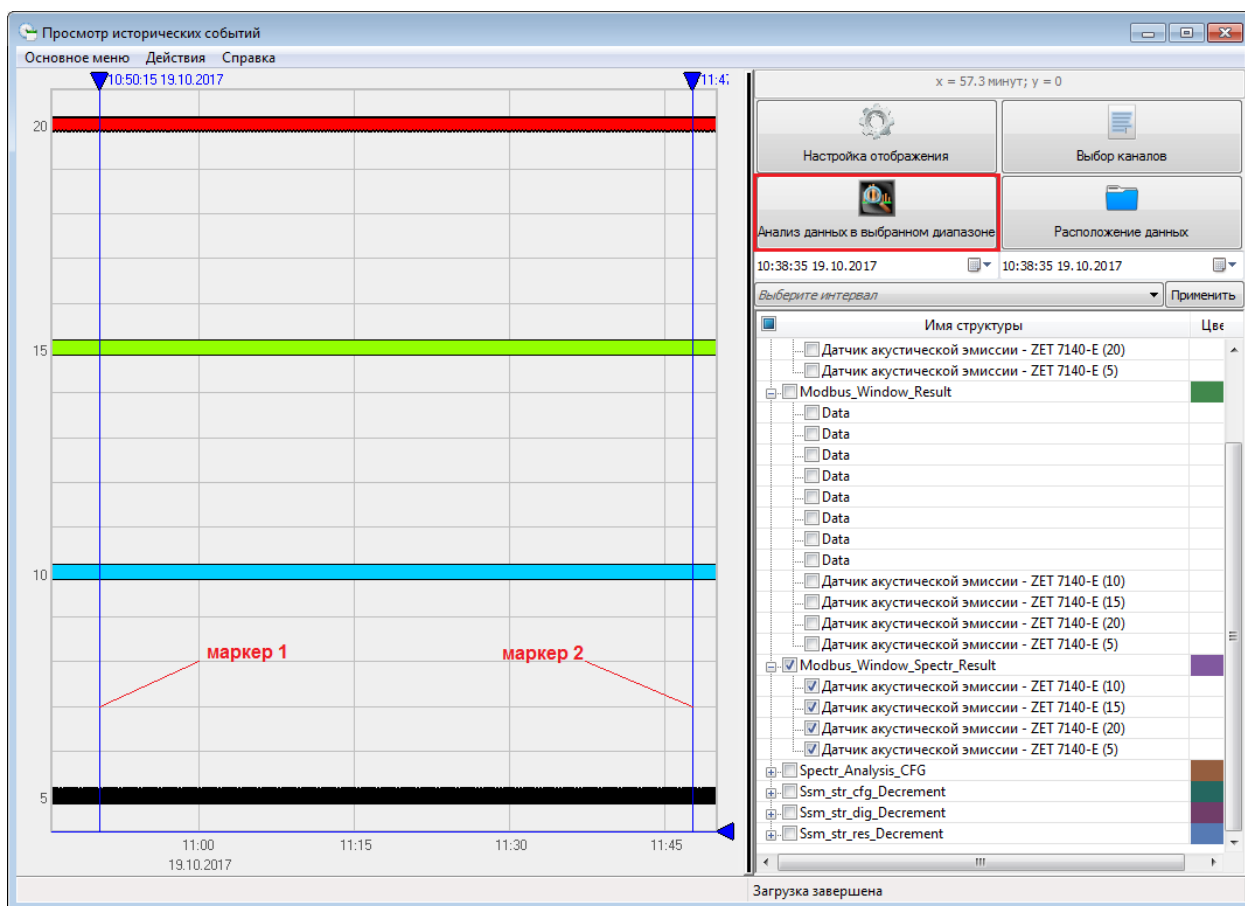 Просмотр исторических событий
Основное меню Действия Справка
10:50:15 19.10.2017
11:47
20
15
10
5
маркер 1
маркер 2
11:00
11:15
11:30
11:45
19.10.2017
x = 57.3 минут; y = 0
Настройка отображения
Выбор каналов
Анализ данных в выбранном диапазоне
Расположение данных
10:38:35 19.10.2017
10:38:35 19.10.2017
Выберите интервал
Применить
Имя структуры
Цве
Датчик акустической эмиссии - ZET 7140-E (20)
Датчик акустической эмиссии - ZET 7140-E (5)
Modbus_Window_Result
Data
Data
Data
Data
Data
Data
Data
Data
Датчик акустической эмиссии - ZET 7140-E (10)
Датчик акустической эмиссии - ZET 7140-E (15)
Датчик акустической эмиссии - ZET 7140-E (20)
Датчик акустической эмиссии - ZET 7140-E (5)
Modbus_Window_Spectr_Result
Датчик акустической эмиссии - ZET 7140-E (10)
Датчик акустической эмиссии - ZET 7140-E (15)
Датчик акустической эмиссии - ZET 7140-E (20)
Датчик акустической эмиссии - ZET 7140-E (5)
Spectr_Analysis_CFG
Ssm_str_cfg_Decrement
Ssm_str_dig_Decrement
Ssm_str_res_Decrement
Загрузка завершена